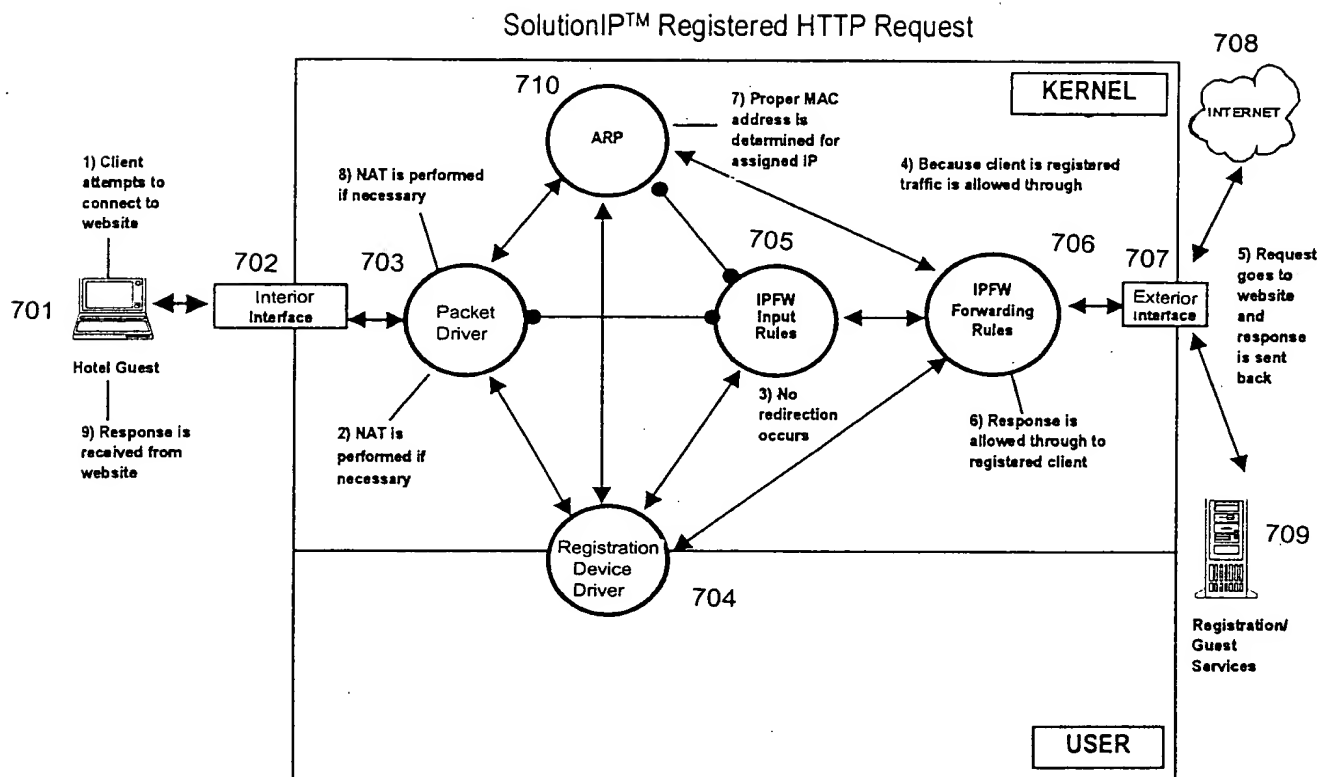 SolutionIP™ Registered HTTP Request
708
710
KERNEL
INTERNET
ARP
7) Proper MAC
address is
determined for
assigned IP
1) Client
attempts to
connect to
website
8) NAT is performed
if necessary
4) Because client is registered
traffic is allowed through
705
706
707
702
703
5) Request
goes to
website
and
response
is sent
back
701
Interior
Interface
Packet
Driver
IPFW
Input
Rules
IPFW
Forwarding
Rules
Exterior
Interface
Hotel Guest
3) No
redirection
occurs
9) Response is
received from
website
2) NAT is
performed if
necessary
6) Response is
allowed through to
registered client
Registration
Device
Driver
704
709
Registration/
Guest
Services
USER